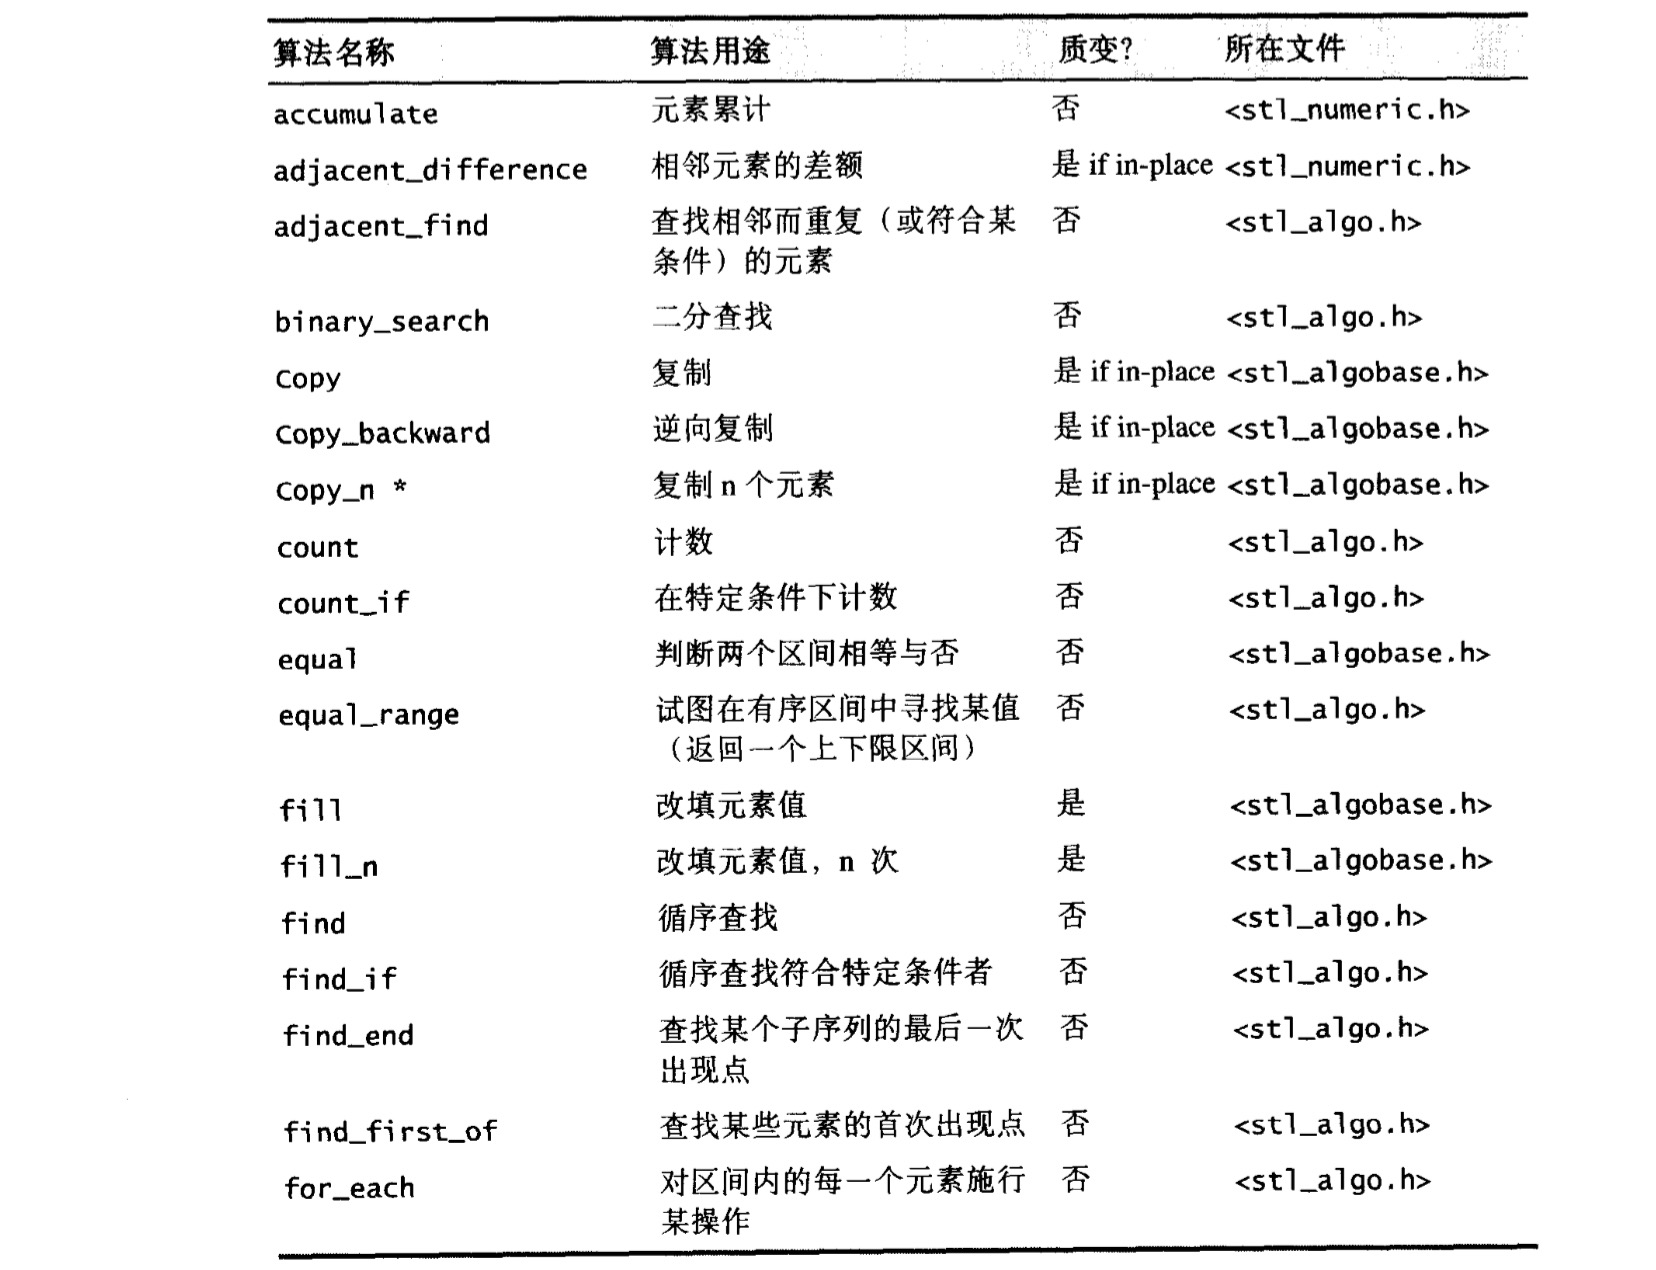 算法名称 算法用途 质变? 所在文件
accumulate 元素累计 否 <stl_numeric.h>
adjacent_difference 相邻元素的差额 是 if in-place <stl_numeric.h>
adjacent_find 查找相邻而重复（或符合某 否 <stl_algo.h>
条件）的元素
binary_search 二分查找 否 <stl_algo.h>
Copy 复制 是 if in-place <stl_algobase.h>
Copy_backward 逆向复制 是 if in-place <stl_algobase.h>
Copy_n * 复制 n 个元素 是 if in-place <stl_algobase.h>
count 计数 否 <stl_algo.h>
count_if 在特定条件下计数 否 <stl_algo.h>
equal 判断两个区间相等与否 否 <stl_algobase.h>
equal_range 试图在有序区间中寻找某值 否 <stl_algo.h>
（返回一个上下限区间）
fill 改填元素值 是 <stl_algobase.h>
fill_n 改填元素值，n 次 是 <stl_algobase.h>
find 循序查找 否 <stl_algo.h>
find_if 循序查找符合特定条件者 否 <stl_algo.h>
find_end 查找某个子序列的最后一次 否 <stl_algo.h>
出现点
find_first_of 查找某些元素的首次出现点 否 <stl_algo.h>
for_each 对区间内的每一个元素施行 否 <stl_algo.h>
某操作